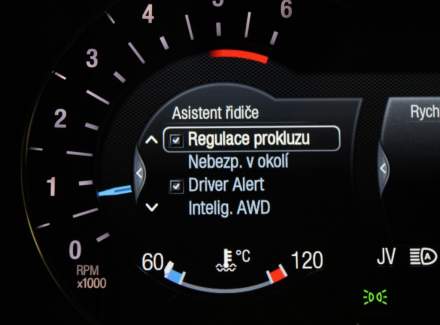 5
6
4
3
2
1
0
RPM
x1000
Asistent řidiče
Regulace prokluzu
Nebezp. v okolí
Driver Alert
Intelig. AWD
60
°C
120
Rych
JV
A